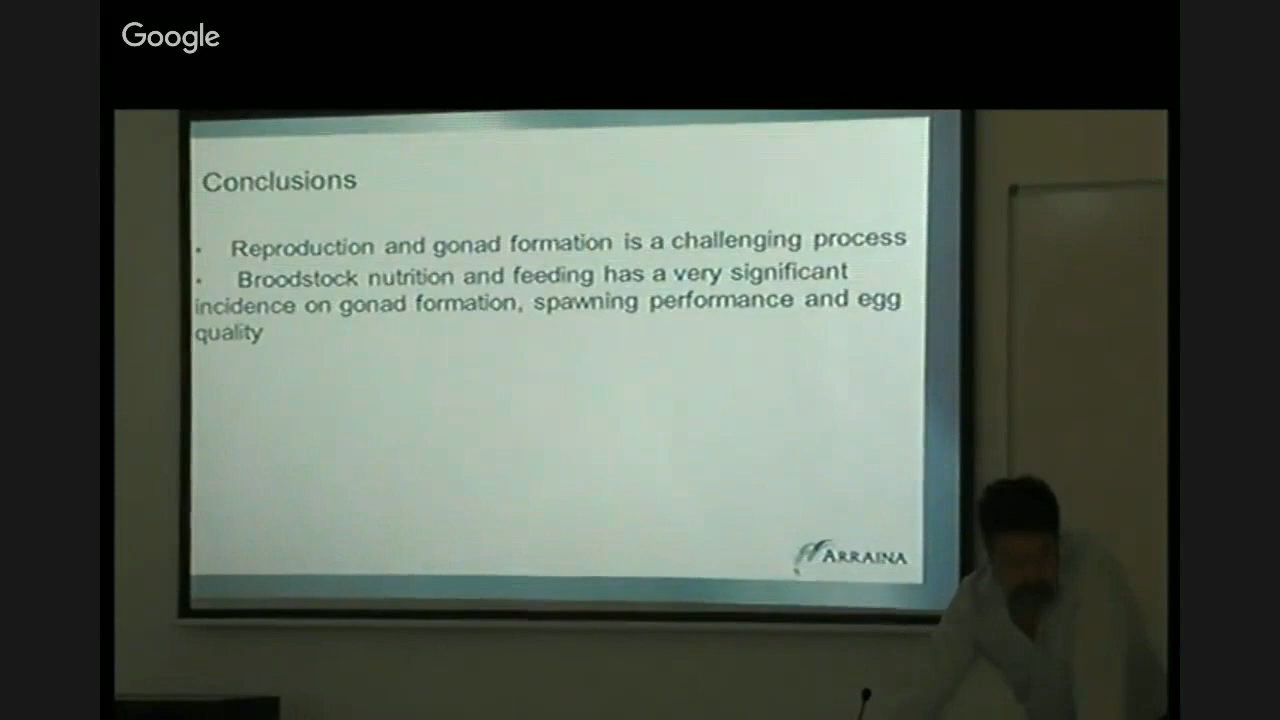 Google
Conclusions
• Reproduction and gonad formation is a challenging process
• Broodstock nutrition and feeding has a very significant
incidence on gonad formation, spawning performance and egg
quality
ARRAINA